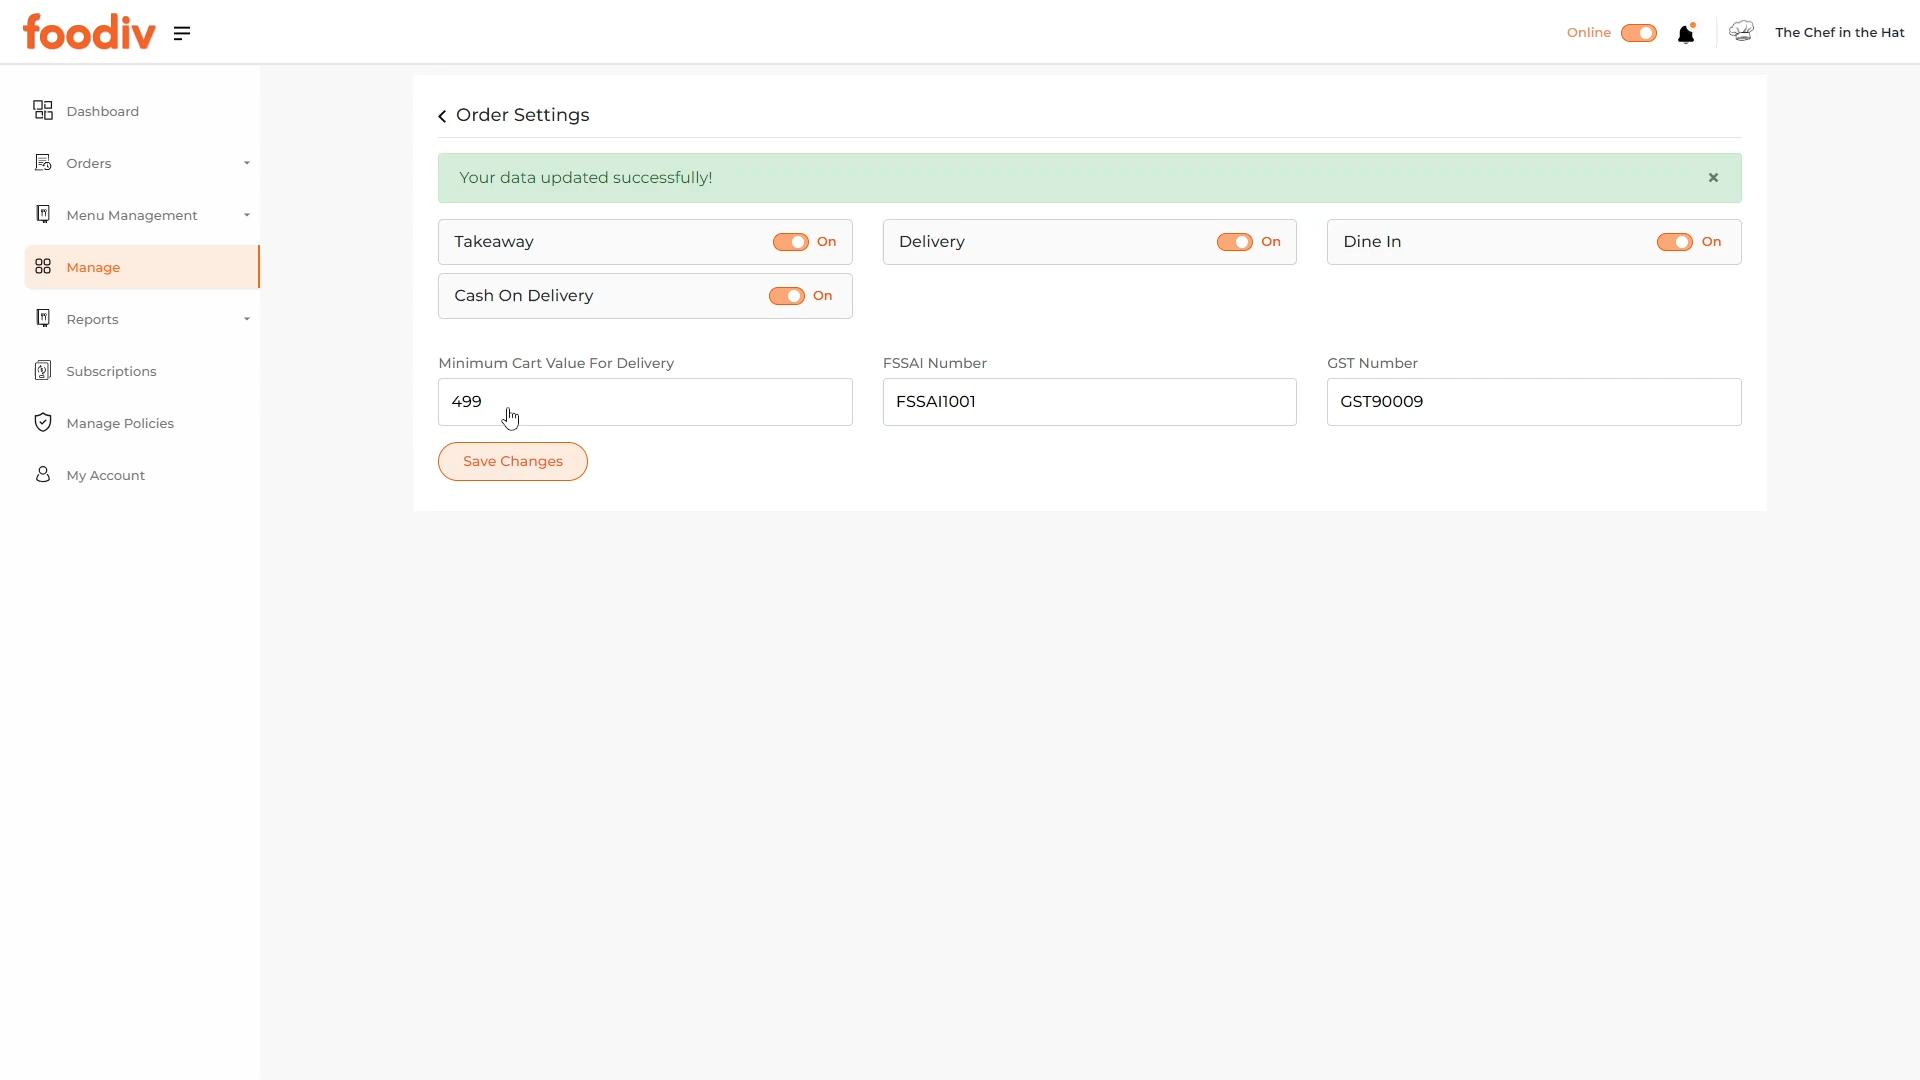 foodiv
Online
The Chef in the Hat
Dashboard
Orders
Menu Management
Manage
Reports
Subscriptions
Manage Policies
My Account
Order Settings
Your data updated successfully!
Takeaway On
Delivery On
Dine In On
Cash On Delivery On
Minimum Cart Value For Delivery
499
FSSAI Number
FSSAI1001
GST Number
GST90009
Save Changes